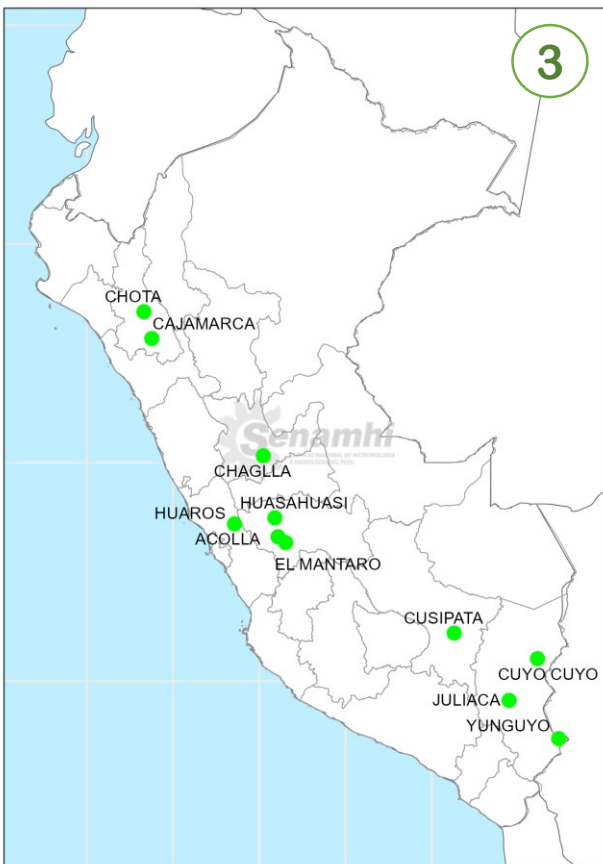 3
CHOTA
CAJAMARCA
Senamhi
CHAGLLA
HUASAHUASI
HUAROS
ACOLLA
EL MANTARO
CUSIPATA
CUYO CUYO
JULIACA
YUNGUYO